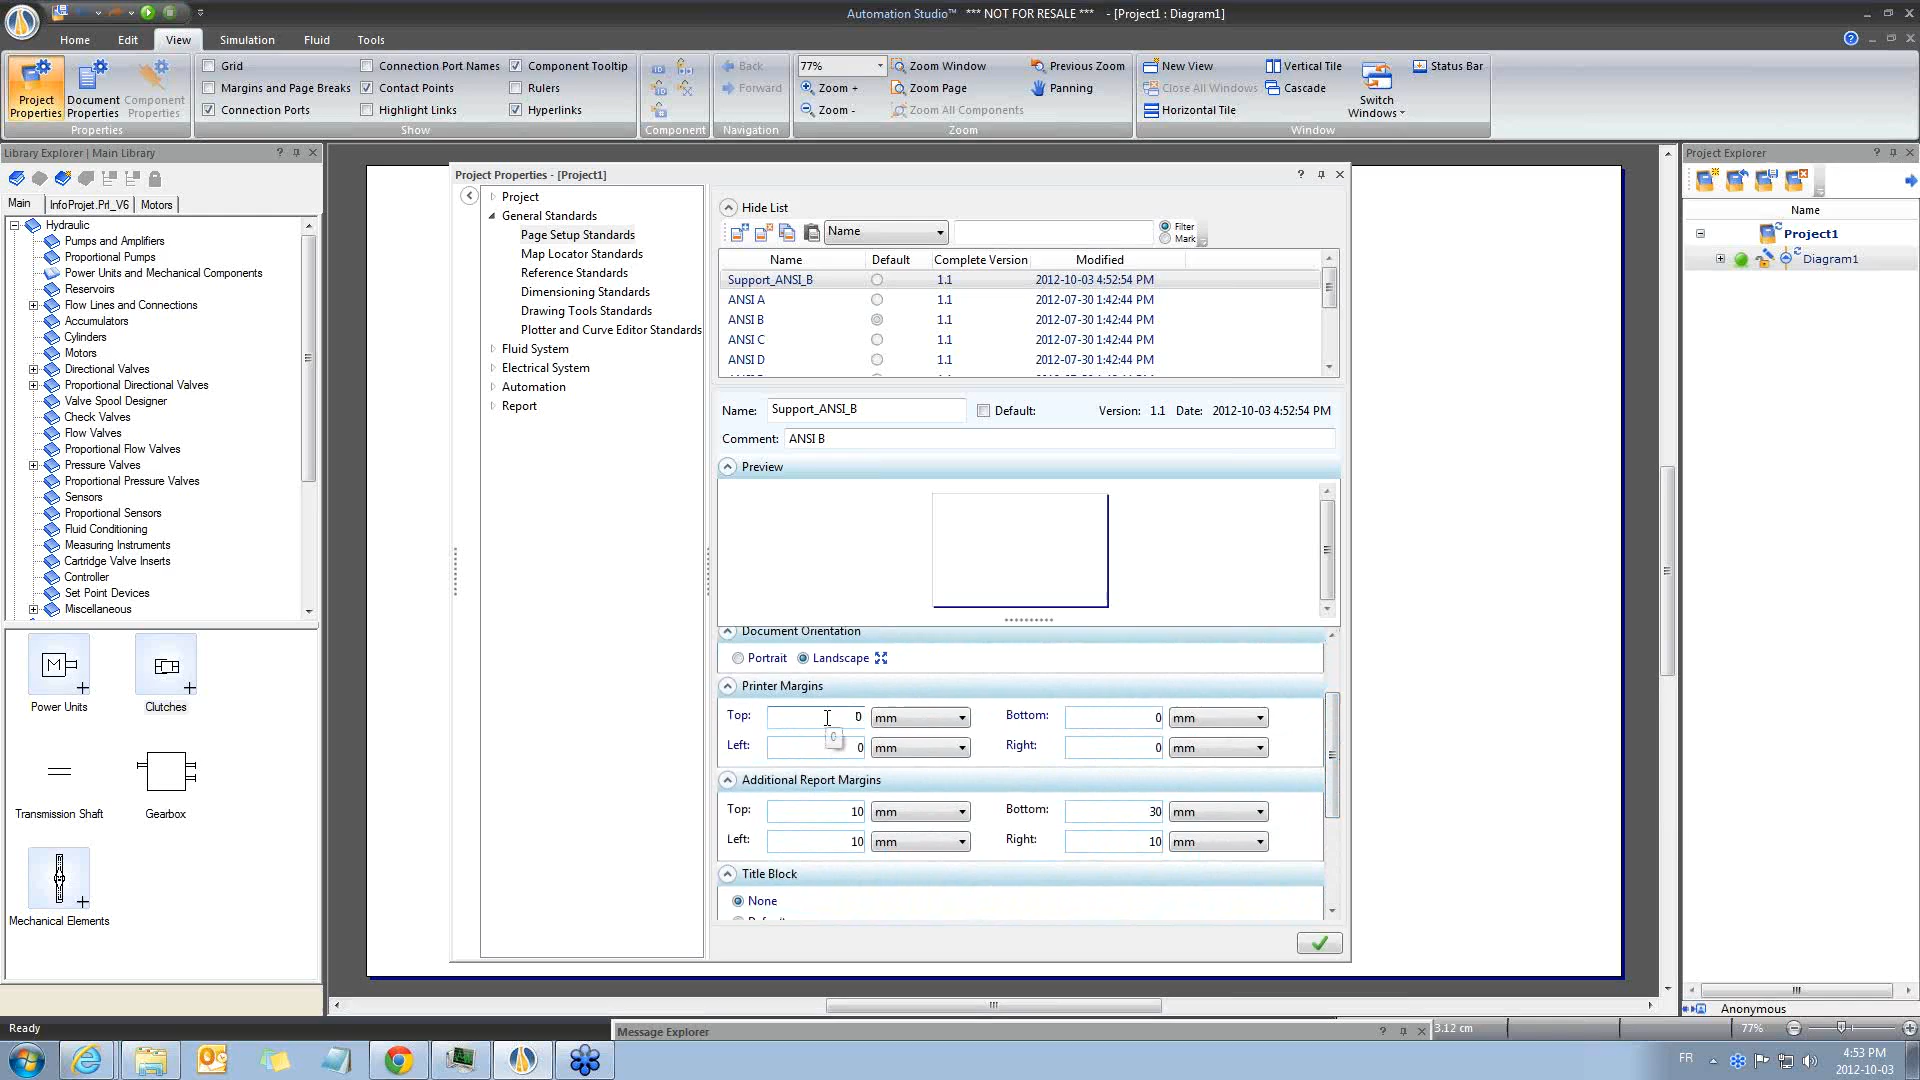 Automation Studio™ *** NOT FOR RESALE *** - [Project1 : Diagram1]
Home Edit View Simulation Fluid Tools
Project Properties
Document Properties
Component Properties
Properties
Grid
Margins and Page Breaks
Connection Ports
Connection Port Names
Contact Points
Highlight Links
Component Tooltip
Rulers
Hyperlinks
Show
Component
Back
Forward
Navigation
77%
Zoom +
Zoom -
Zoom Window
Zoom Page
Zoom All Components
Previous Zoom
Panning
Zoom
New View
Close All Windows
Horizontal Tile
Vertical Tile
Cascade
Switch Windows
Status Bar
Window
Library Explorer | Main Library
Main InfoProjet.Prl_V6 Motors
Hydraulic
Pumps and Amplifiers
Proportional Pumps
Power Units and Mechanical Components
Reservoirs
Flow Lines and Connections
Accumulators
Cylinders
Motors
Directional Valves
Proportional Directional Valves
Valve Spool Designer
Check Valves
Flow Valves
Proportional Flow Valves
Pressure Valves
Proportional Pressure Valves
Sensors
Proportional Sensors
Fluid Conditioning
Measuring Instruments
Cartridge Valve Inserts
Controller
Set Point Devices
Miscellaneous
M
Power Units
Clutches
Transmission Shaft
Gearbox
Mechanical Elements
Project Properties - [Project1]
Project
General Standards
Page Setup Standards
Map Locator Standards
Reference Standards
Dimensioning Standards
Drawing Tools Standards
Plotter and Curve Editor Standards
Fluid System
Electrical System
Automation
Report
Hide List
Name
Filter
Mark
Name Default Complete Version Modified
Support_ANSI_B 1.1 2012-10-03 4:52:54 PM
ANSI A 1.1 2012-07-30 1:42:44 PM
ANSI B 1.1 2012-07-30 1:42:44 PM
ANSI C 1.1 2012-07-30 1:42:44 PM
ANSI D 1.1 2012-07-30 1:42:44 PM
Name: Support_ANSI_B Default: Version: 1.1 Date: 2012-10-03 4:52:54 PM
Comment: ANSI B
Preview
Document Orientation
Portrait Landscape
Printer Margins
Top: 0 mm Bottom: 0 mm
Left: 0 mm Right: 0 mm
Additional Report Margins
Top: 10 mm Bottom: 30 mm
Left: 10 mm Right: 10 mm
Title Block
None
Project Explorer
Name
Project1
Diagram1
Anonymous
Ready
Message Explorer
3.12 cm
77%
FR
4:53 PM
2012-10-03